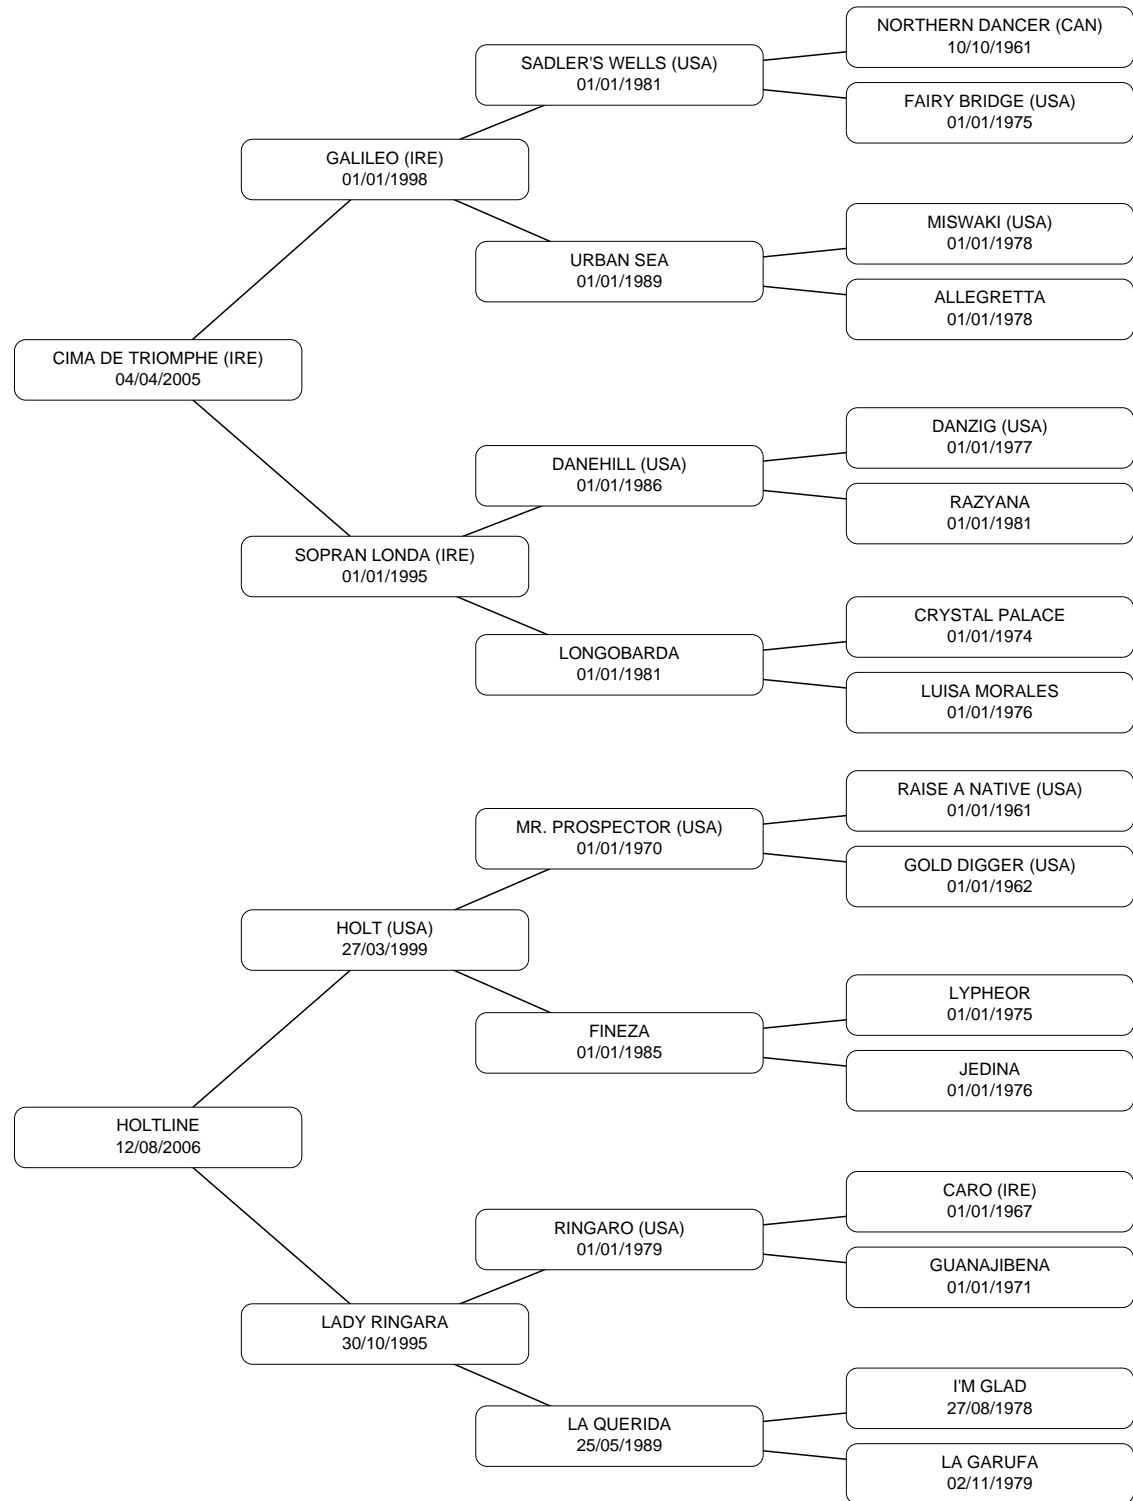 NORTHERN DANCER (CAN)
10/10/1961
SADLER'S WELLS (USA)
01/01/1981
FAIRY BRIDGE (USA)
01/01/1975
GALILEO (IRE)
01/01/1998
MISWAKI (USA)
01/01/1978
URBAN SEA
01/01/1989
ALLEGRETTA
01/01/1978
CIMA DE TRIOMPHE (IRE)
04/04/2005
DANZIG (USA)
01/01/1977
DANEHILL (USA)
01/01/1986
RAZYANA
01/01/1981
SOPRAN LONDA (IRE)
01/01/1995
CRYSTAL PALACE
01/01/1974
LONGOBARDA
01/01/1981
LUISA MORALES
01/01/1976
RAISE A NATIVE (USA)
01/01/1961
MR. PROSPECTOR (USA)
01/01/1970
GOLD DIGGER (USA)
01/01/1962
HOLT (USA)
27/03/1999
LYPHEOR
01/01/1975
FINEZA
01/01/1985
JEDINA
01/01/1976
HOLTLINE
12/08/2006
CARO (IRE)
01/01/1967
RINGARO (USA)
01/01/1979
GUANAJIBENA
01/01/1971
LADY RINGARA
30/10/1995
I'M GLAD
27/08/1978
LA QUERIDA
25/05/1989
LA GARUFA
02/11/1979